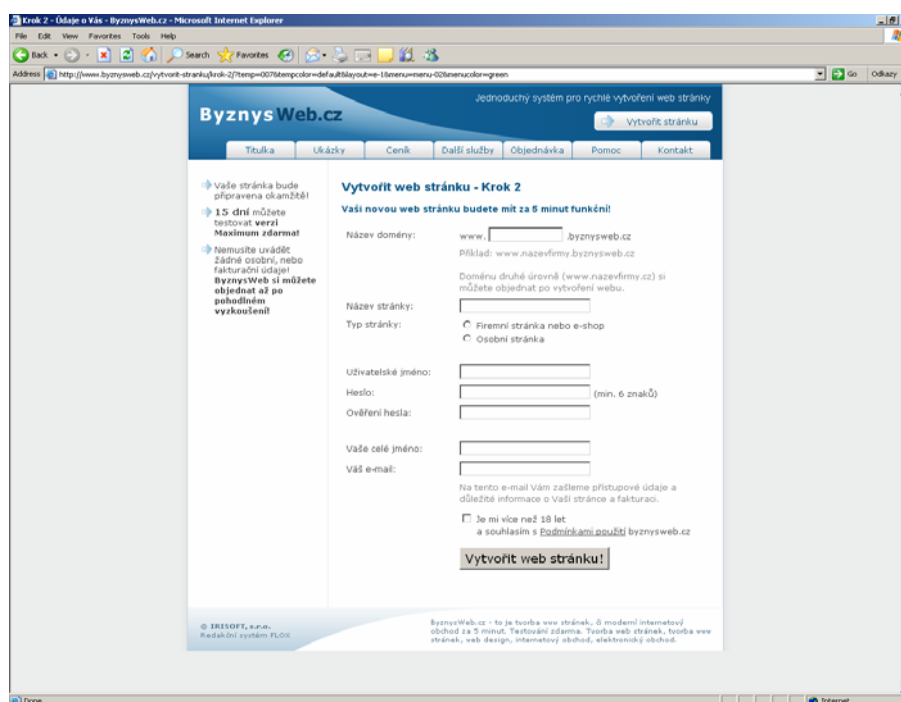 Krok 2 - Údaje o Vás - ByznysWeb.cz - Microsoft Internet Explorer
File Edit View Favorites Tools Help
Back Search Favorites
Address http://www.byznysweb.cz/vytvorit-stranku/krok-2/?temp=007&tempcolor=default&layout=e-1&menu=menu-02&menucolor=green Go Odkazy
Jednoduchý systém pro rychlé vytvoření web stránky
ByznysWeb.cz
Vytvořit stránku
Titulka Ukázky Ceník Další služby Objednávka Pomoc Kontakt
Vaše stránka bude
připravena okamžitě!
15 dní můžete
testovat verzi
Maximum zdarma!
Nemusíte uvádět
žádné osobní, nebo
fakturační údaje!
ByznysWeb si můžete
objednat až po
pohodlném
vyzkoušení!
Vytvořit web stránku - Krok 2
Vaši novou web stránku budete mít za 5 minut funkční!
Název domény: www. .byznysweb.cz
Příklad: www.nazevfirmy.byznysweb.cz
Doménu druhé úrovně (www.nazevfirmy.cz) si
můžete objednat po vytvoření webu.
Název stránky:
Typ stránky: Firemní stránka nebo e-shop
Osobní stránka
Uživatelské jméno:
Heslo: (min. 6 znaků)
Ověření hesla:
Vaše celé jméno:
Váš e-mail:
Na tento e-mail Vám zašleme přístupové údaje a
důležité informace o Vaší stránce a fakturaci.
Je mi více než 18 let
a souhlasím s Podmínkami použití byznysweb.cz
Vytvořit web stránku!
© IRISOFT, s.r.o.
Redakční systém FLOX
ByznysWeb.cz - to je tvorba www stránek, či moderní internetový
obchod za 5 minut. Testování zdarma. Tvorba web stránek, tvorba www
stránek, web design, internetový obchod, elektronický obchod.
Done Internet